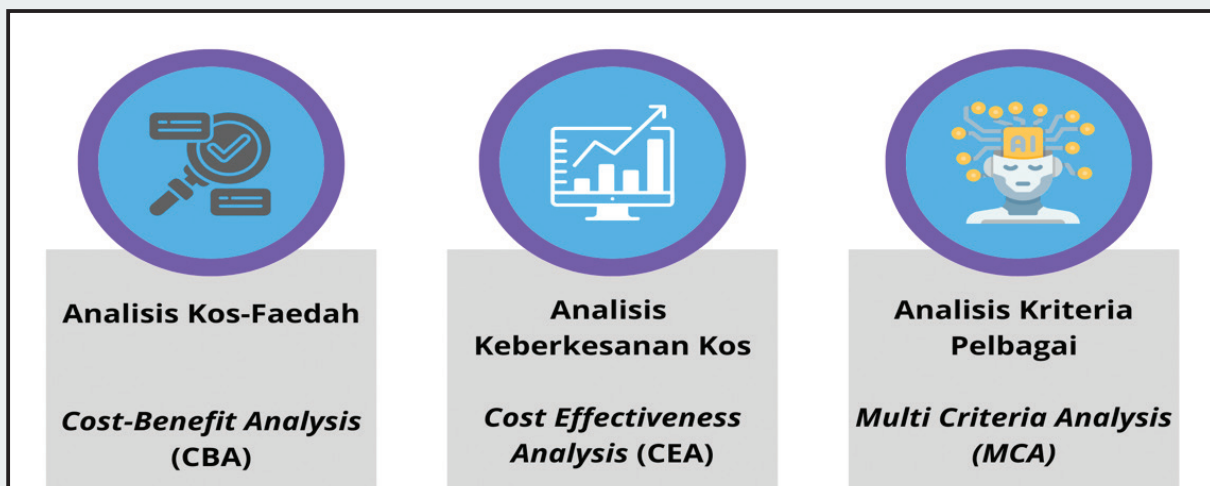 AI
Analisis Kos-Faedah
Cost-Benefit Analysis
(CBA)
Analisis
Keberkesanan Kos
Cost Effectiveness
Analysis (CEA)
Analisis Kriteria
Pelbagai
Multi Criteria Analysis
(MCA)